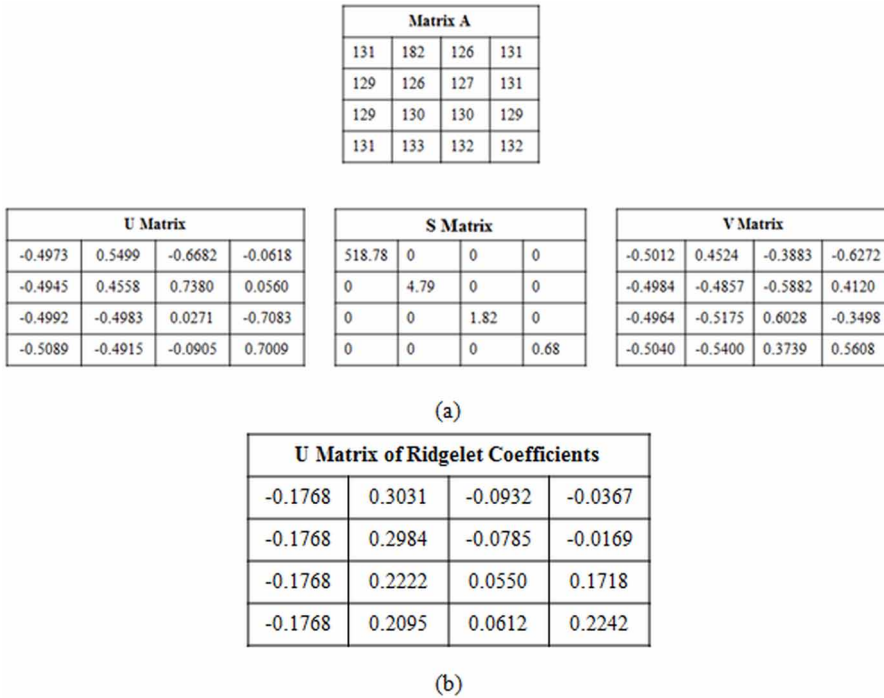 Matrix A
131 182 126 131
129 126 127 131
129 130 130 129
131 133 132 132
U Matrix
-0.4973 0.5499 -0.6682 -0.0618
-0.4945 0.4558 0.7380 0.0560
-0.4992 -0.4983 0.0271 -0.7083
-0.5089 -0.4915 -0.0905 0.7009
S Matrix
518.78 0 0 0
0 4.79 0 0
0 0 1.82 0
0 0 0 0.68
V Matrix
-0.5012 0.4524 -0.3883 -0.6272
-0.4984 -0.4857 -0.5882 0.4120
-0.4964 -0.5175 0.6028 -0.3498
-0.5040 -0.5400 0.3739 0.5608
(a)
U Matrix of Ridgelet Coefficients
-0.1768 0.3031 -0.0932 -0.0367
-0.1768 0.2984 -0.0785 -0.0169
-0.1768 0.2222 0.0550 0.1718
-0.1768 0.2095 0.0612 0.2242
(b)